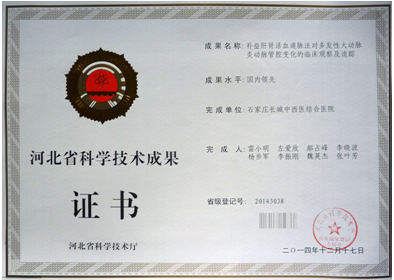 河北省科学技术成果
证书
河北省科学技术厅
成果名称：补益肝肾活血通脉法对多发性大动脉
炎动脉管腔变化的临床观察及追踪
成果水平：国内领先
完成单位：石家庄长城中西医结合医院
完成人：雷小明 左爱欣 郝占峰 李晓波
杨步军 李振刚 魏英杰 张叶芳
省级登记号：20143038
二〇一四年十二月十七日